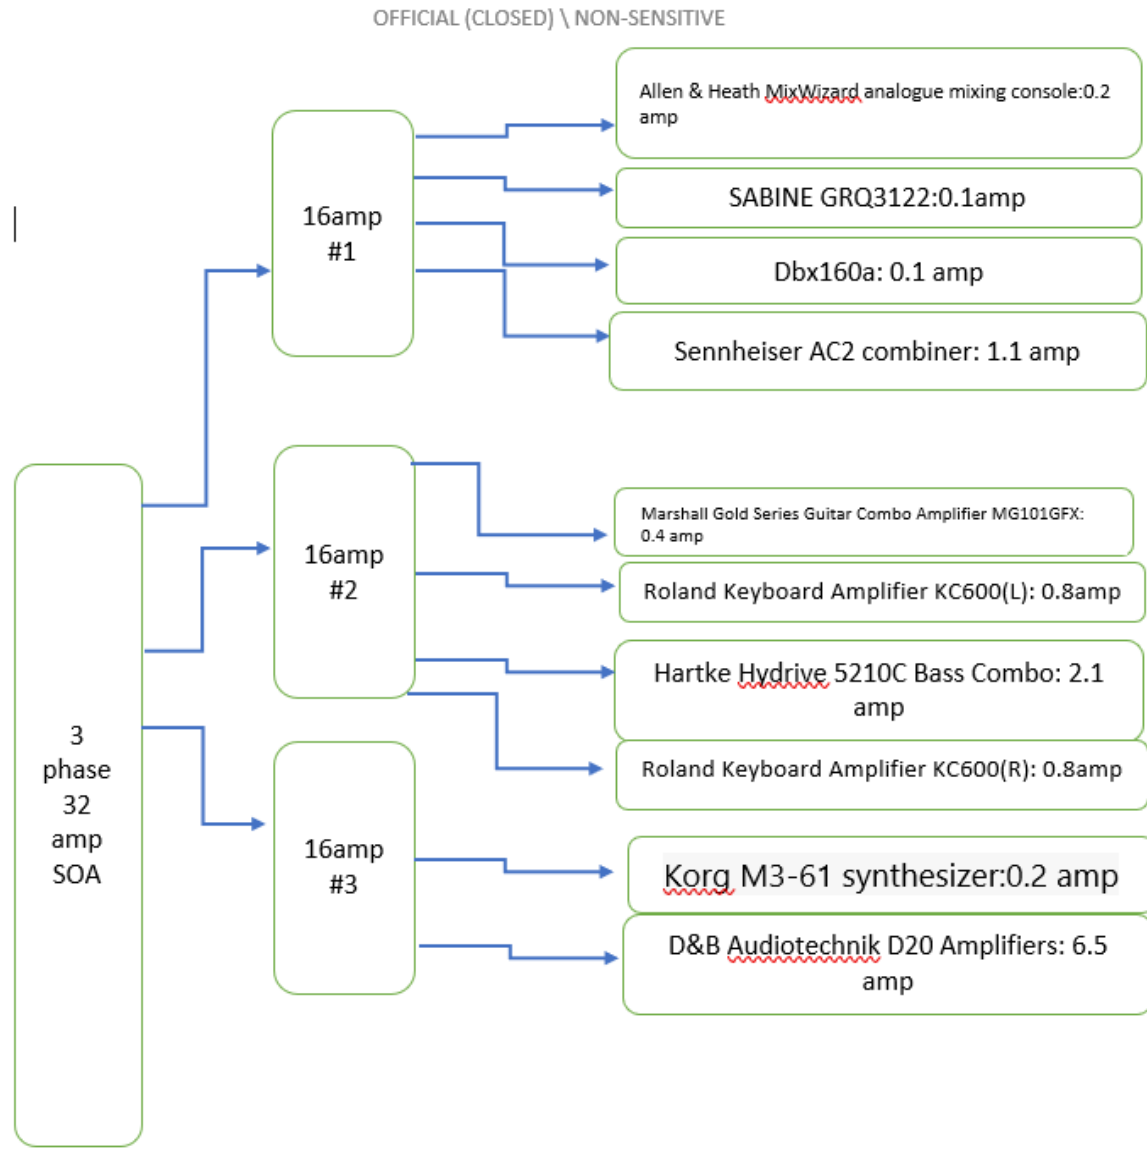 OFFICIAL (CLOSED) \ NON-SENSITIVE
16amp
#1
Allen & Heath MixWizard analogue mixing console:0.2
amp
SABINE GRQ3122:0.1amp
Dbx160a: 0.1 amp
Sennheiser AC2 combiner: 1.1 amp
3
phase
32
amp
SOA
16amp
#2
Marshall Gold Series Guitar Combo Amplifier MG101GFX:
0.4 amp
Roland Keyboard Amplifier KC600(L): 0.8amp
Hartke Hydrive 5210C Bass Combo: 2.1
amp
Roland Keyboard Amplifier KC600(R): 0.8amp
16amp
#3
Korg M3-61 synthesizer:0.2 amp
D&B Audiotechnik D20 Amplifiers: 6.5
amp